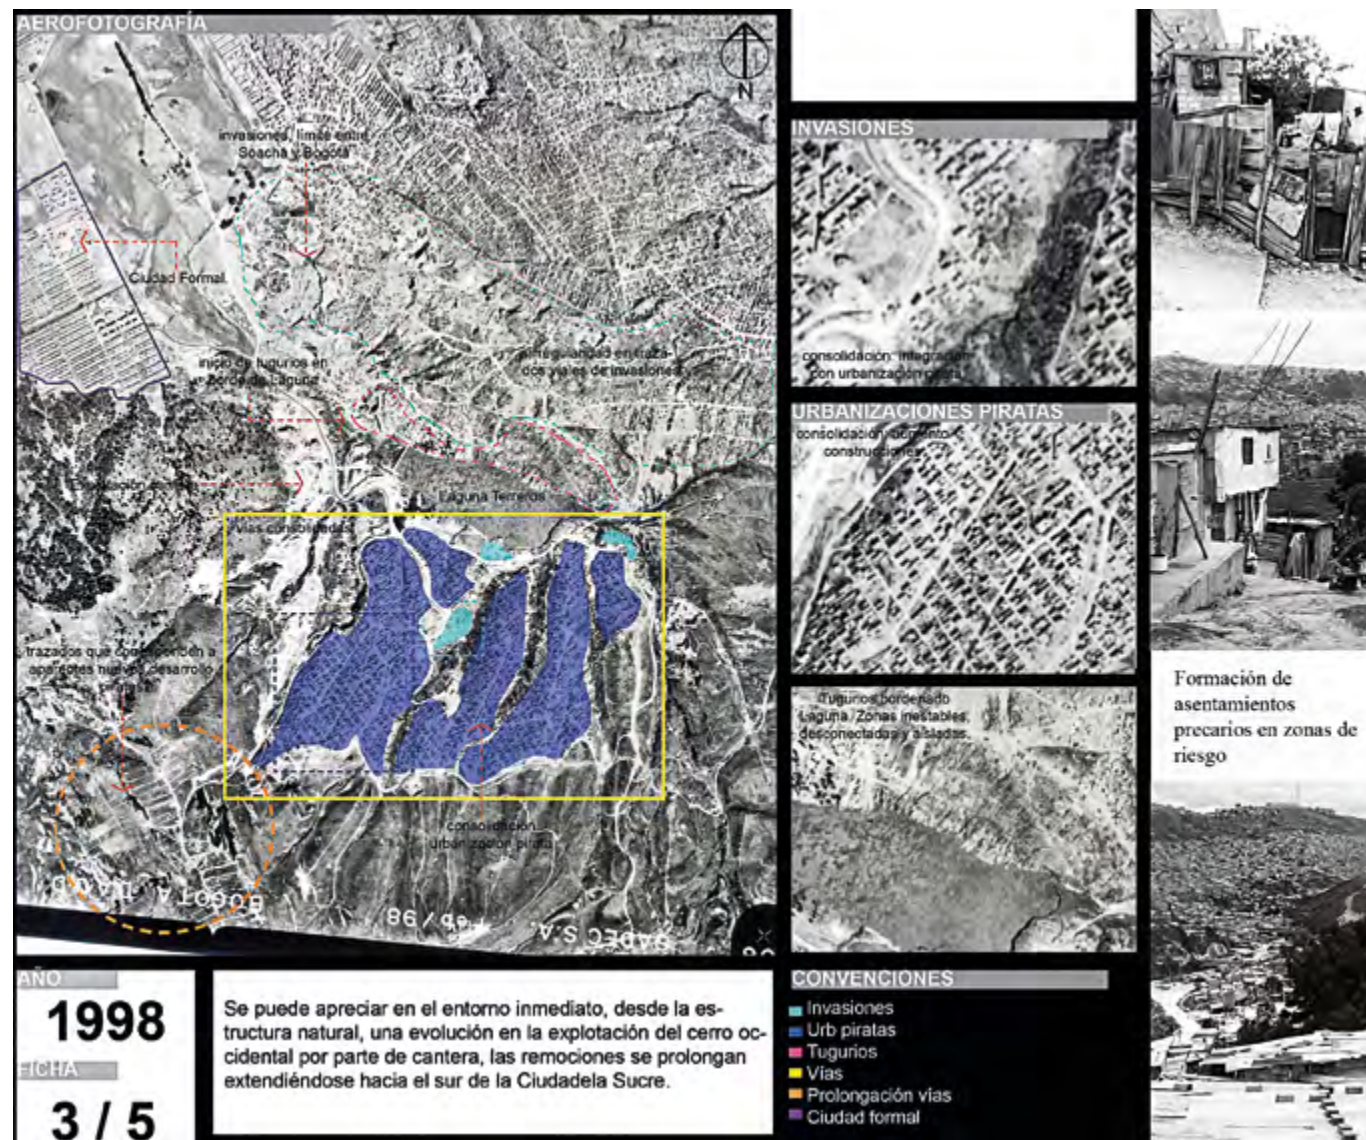 AEROFOTOGRAFÍA
N
invasiones, límite entre
Soacha y Bogotá
Ciudad Formal
inicio de tugurios en
borde de Laguna
irregularidad en traza-
dos viales de invasiones
Laguna Terreros
vías consolidadas
trazados que corresponden a
aparentes nuevos desarrollo
consolidación
urbanización pirata
BOGOTA
Feb / 98
S.A.
INVASIONES
consolidación: integración
con urbanización pirata
URBANIZACIONES PIRATAS
consolidación: aumento
construcciones
Tugurios bordenado
Laguna. Zonas inestables,
desconectadas y aisladas.
Formación de
asentamientos
precarios en zonas de
riesgo
AÑO
1998
FICHA
3 / 5
Se puede apreciar en el entorno inmediato, desde la es-
tructura natural, una evolución en la explotación del cerro oc-
cidental por parte de cantera, las remociones se prolongan
extendiéndose hacia el sur de la Ciudadela Sucre.
CONVENCIONES
Invasiones
Urb piratas
Tugurios
Vías
Prolongación vías
Ciudad formal